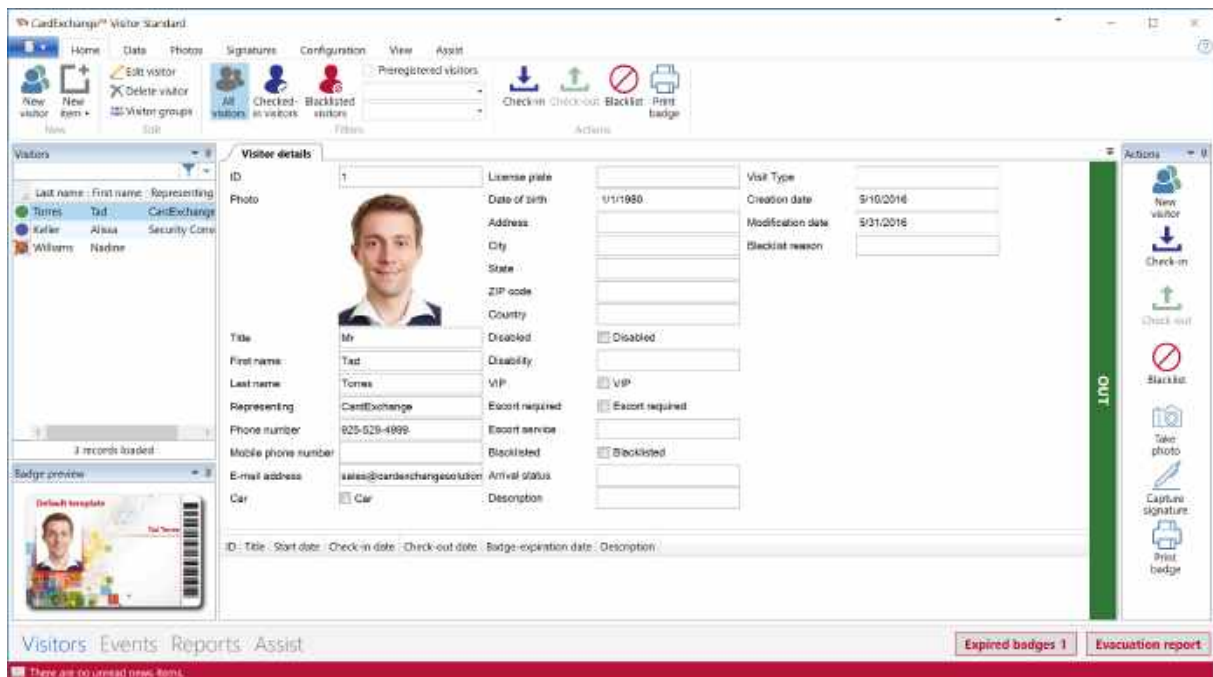 CardExchange™ Visitor Standard
Home Data Photos Signatures Configuration View Assist
New visitor
New item
Edit visitor
Delete visitor
Visitor groups
All visitors
Checked-in visitors
Blacklisted visitors
Preregistered visitors
Check-in Check-out Blacklist Print badge
New Edit Filters Actions
Visitors
Last name First name Representing
Torres Tad CardExchange
Keller Alissa Security
Williams Nadine
3 records loaded
Badge preview
Default template
Tad Torres
Visitor details
ID 1
Photo
Title Mr
First name Tad
Last name Torres
Representing CardExchange
Phone number 925-529-4999
Mobile phone number
E-mail address sales@cardexchangesolution
Car Car
License plate
Date of birth 1/1/1980
Address
City
State
ZIP code
Country
Disabled Disabled
Disability
VIP VIP
Escort required Escort required
Escort service
Blacklisted Blacklisted
Arrival status
Description
Visit Type
Creation date 5/10/2016
Modification date 5/31/2016
Blacklist reason
ID Title Start date Check-in date Check-out date Badge-expiration date Description
OUT
Actions
New visitor
Check-in
Check-out
Blacklist
Take photo
Capture signature
Print badge
Visitors Events Reports Assist
Expired badges 1
Evacuation report
There are no unread news items.